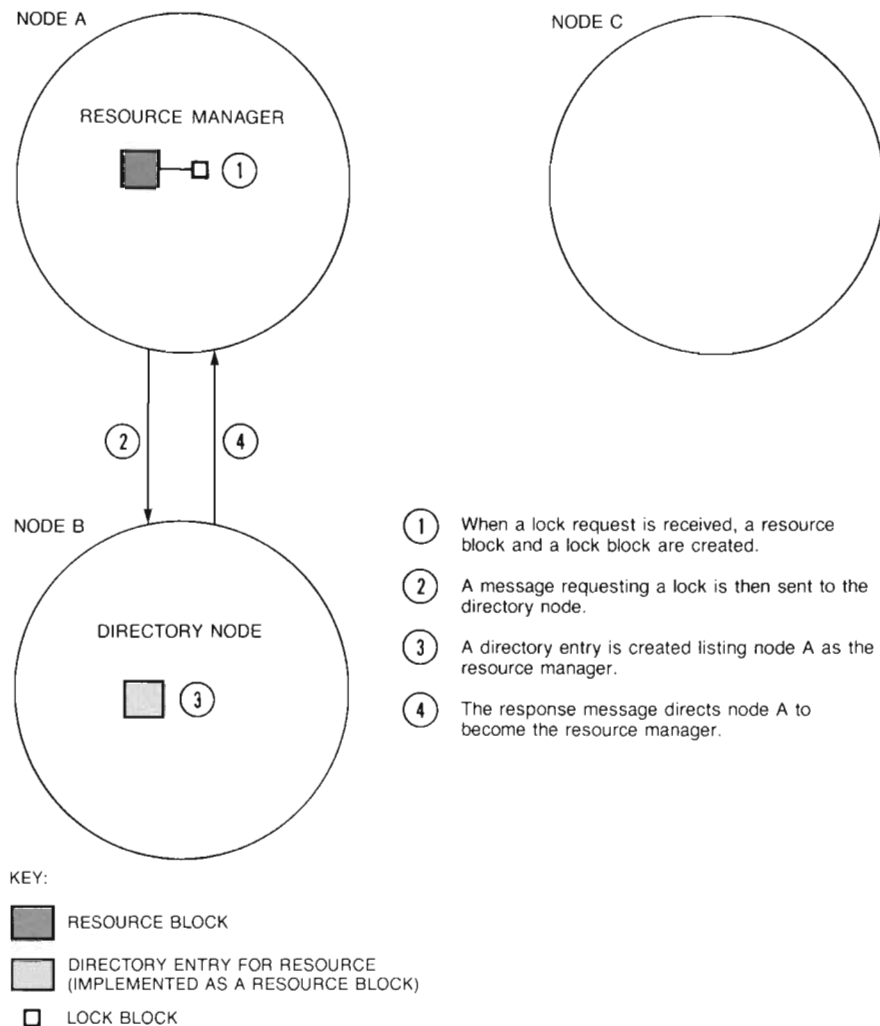 NODE A
NODE C
RESOURCE MANAGER
1
2
4
NODE B
DIRECTORY NODE
3
1 When a lock request is received, a resource
block and a lock block are created.
2 A message requesting a lock is then sent to the
directory node.
3 A directory entry is created listing node A as the
resource manager.
4 The response message directs node A to
become the resource manager.
KEY:
RESOURCE BLOCK
DIRECTORY ENTRY FOR RESOURCE
(IMPLEMENTED AS A RESOURCE BLOCK)
LOCK BLOCK